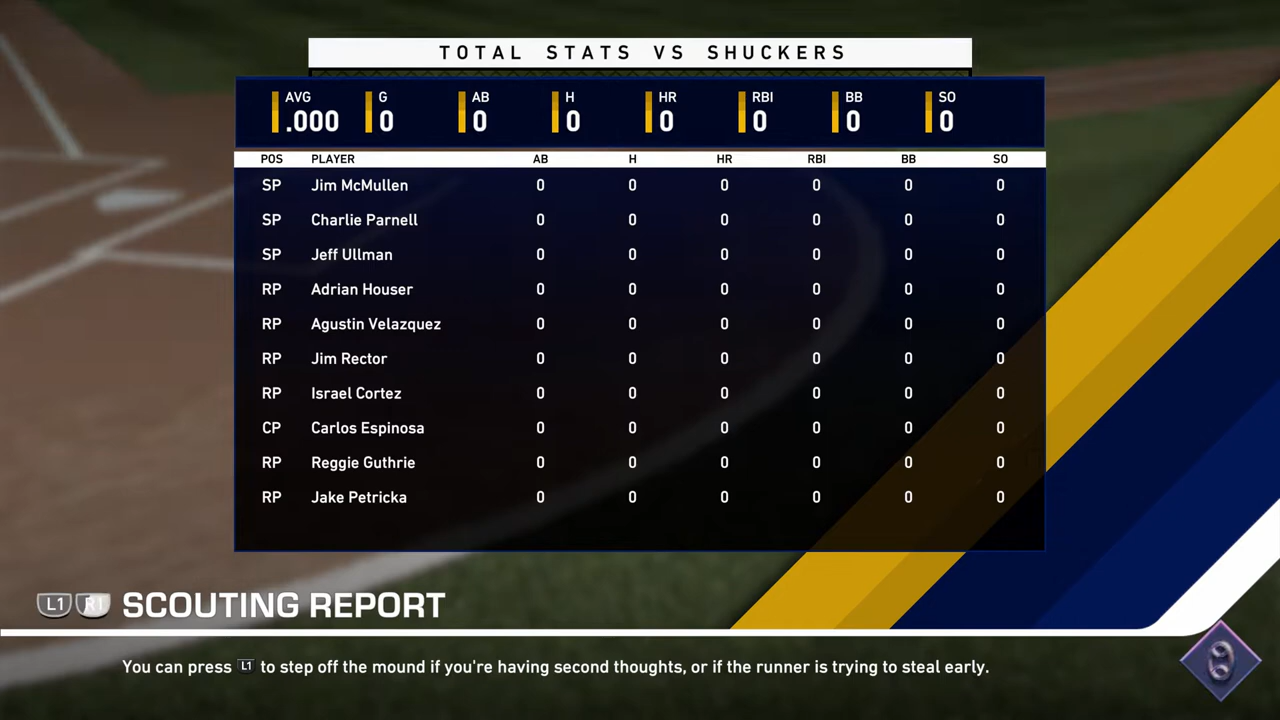 TOTAL STATS VS SHUCKERS
AVG G AB H HR RBI BB SO
.000 0 0 0 0 0 0 0
POS PLAYER AB H HR RBI BB SO
SP Jim McMullen 0 0 0 0 0 0
SP Charlie Parnell 0 0 0 0 0 0
SP Jeff Ullman 0 0 0 0 0 0
RP Adrian Houser 0 0 0 0 0 0
RP Agustin Velazquez 0 0 0 0 0 0
RP Jim Rector 0 0 0 0 0 0
RP Israel Cortez 0 0 0 0 0 0
CP Carlos Espinosa 0 0 0 0 0 0
RP Reggie Guthrie 0 0 0 0 0 0
RP Jake Petricka 0 0 0 0 0 0
L1 R1 SCOUTING REPORT
You can press L1 to step off the mound if you're having second thoughts, or if the runner is trying to steal early.